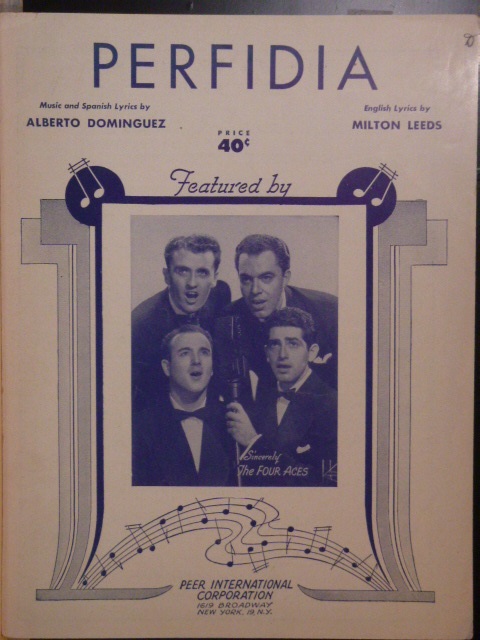 PERFIDIA
Music and Spanish Lyrics by
ALBERTO DOMINGUEZ
English Lyrics by
MILTON LEEDS
PRICE
40¢
Featured by
Sincerely
The FOUR ACES
PEER INTERNATIONAL
CORPORATION
1619 BROADWAY
NEW YORK, 19 N.Y.